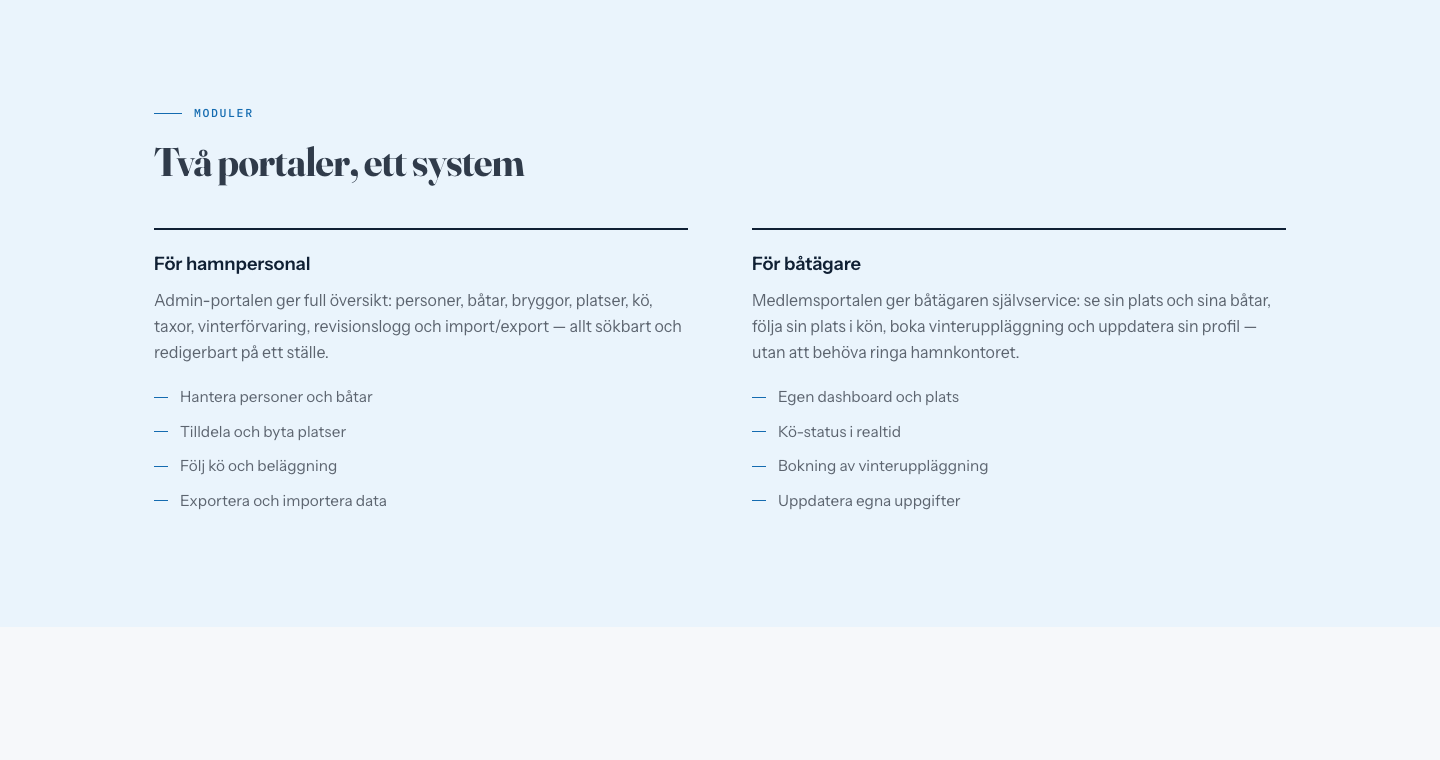 MODULER
Två portaler, ett system
För hamnpersonal
Admin-portalen ger full översikt: personer, båtar, bryggor, platser, kö,
taxor, vinterförvaring, revisionslogg och import/export — allt sökbart och
redigerbart på ett ställe.
— Hantera personer och båtar
— Tilldela och byta platser
— Följ kö och beläggning
— Exportera och importera data
För båtägare
Medlemsportalen ger båtägaren självservice: se sin plats och sina båtar,
följa sin plats i kön, boka vinteruppläggning och uppdatera sin profil —
utan att behöva ringa hamnkontoret.
— Egen dashboard och plats
— Kö-status i realtid
— Bokning av vinteruppläggning
— Uppdatera egna uppgifter